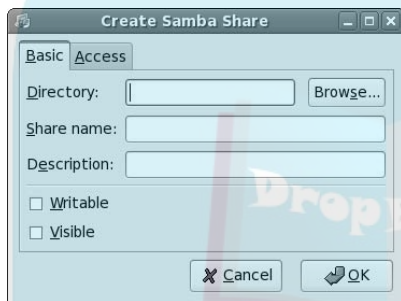 Create Samba Share
Basic Access
Directory: Browse...
Share name:
Description:
Writable
Visible
Cancel OK